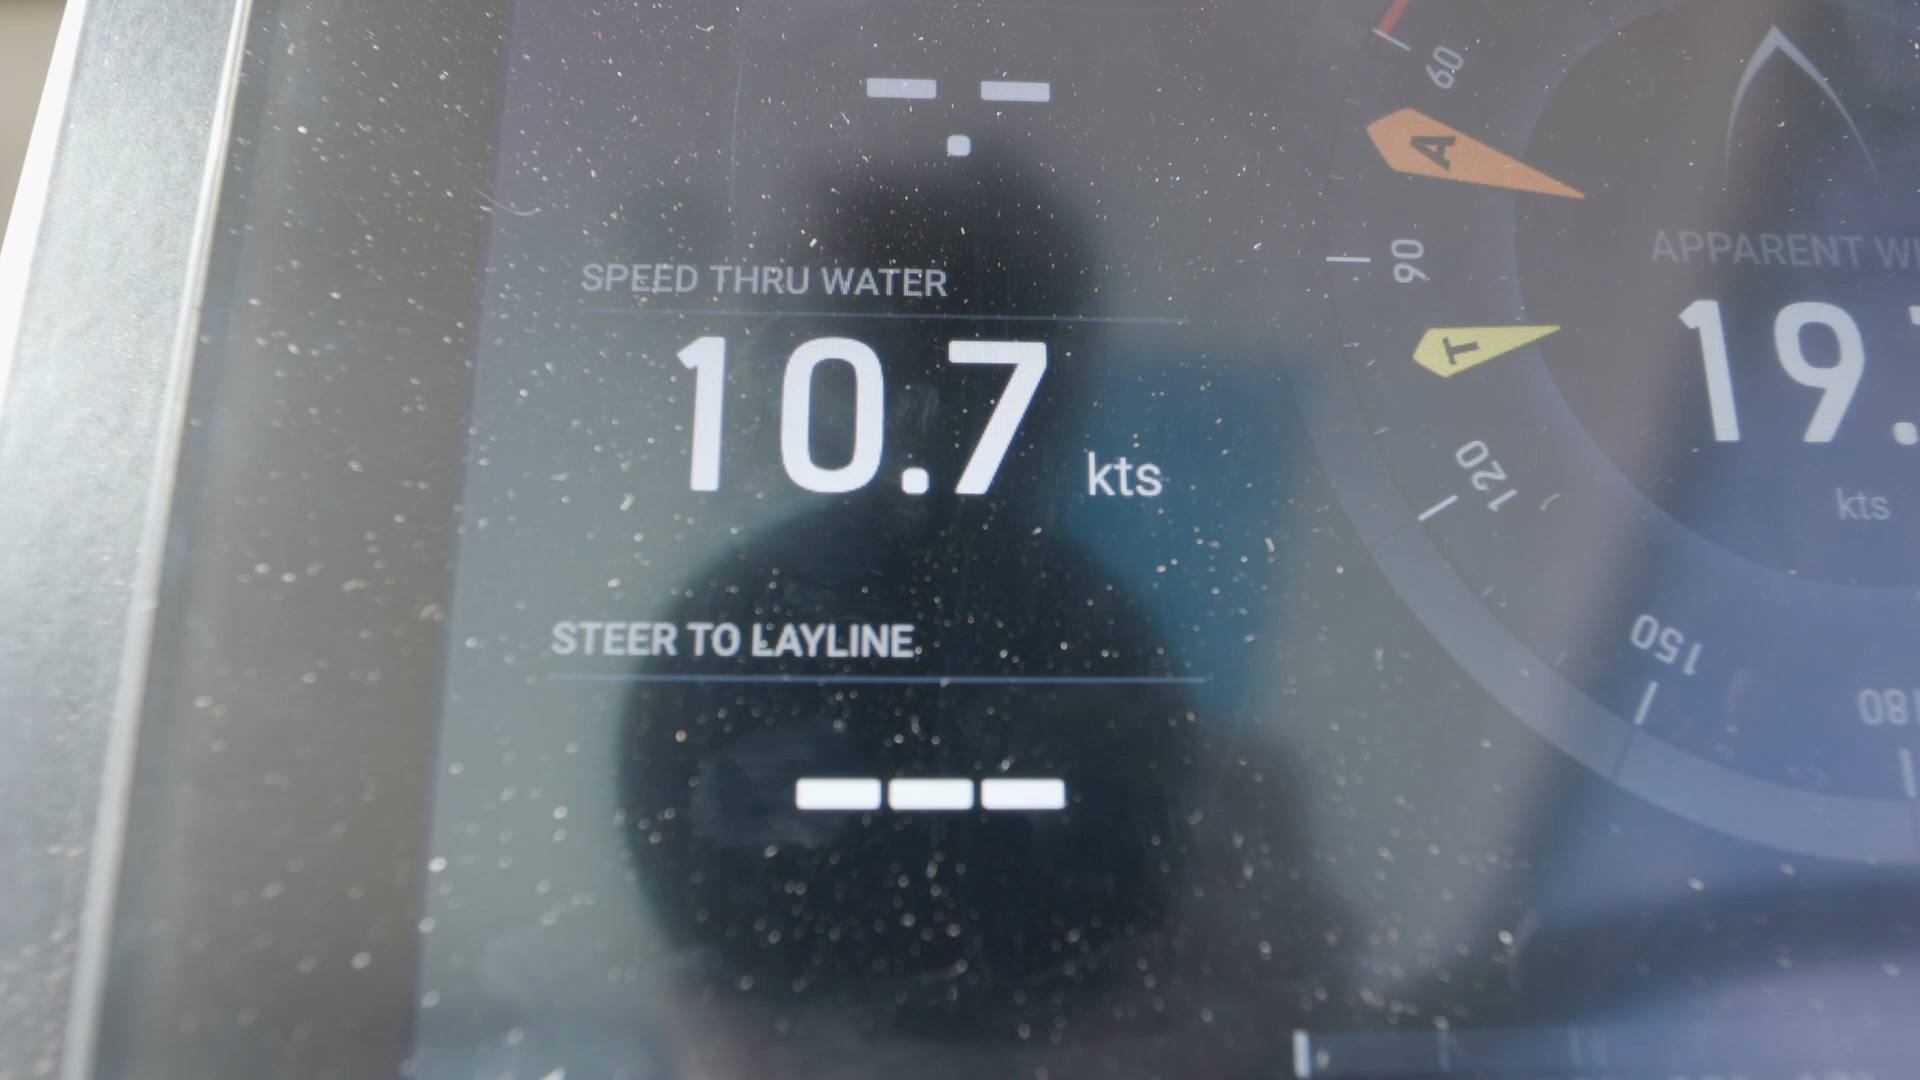 -- .
SPEED THRU WATER
10.7 kts
STEER TO LAYLINE
---
60
A
90
T
120
150
180
APPARENT
19.
kts